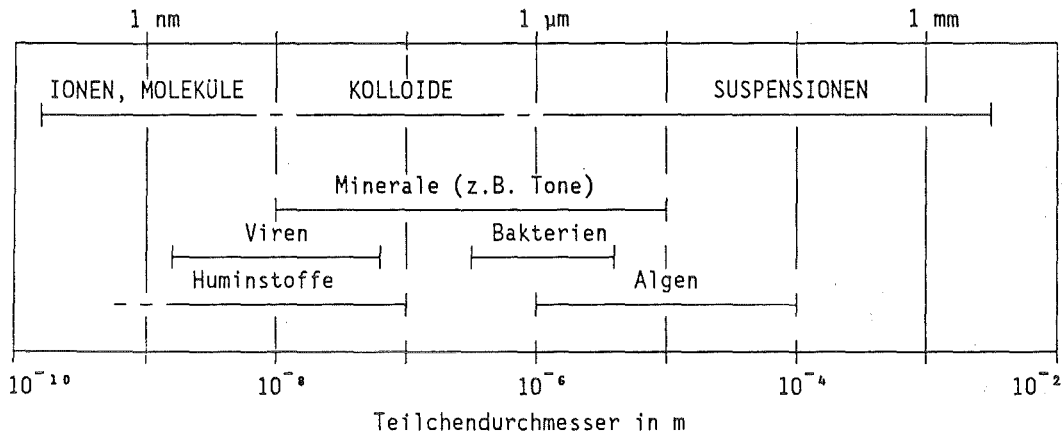 1 nm 1 µm 1 mm
IONEN, MOLEKÜLE KOLLOIDE SUSPENSIONEN
Minerale (z.B. Tone)
Viren Bakterien
Huminstoffe Algen
10⁻¹⁰ 10⁻⁸ 10⁻⁶ 10⁻⁴ 10⁻²
Teilchendurchmesser in m